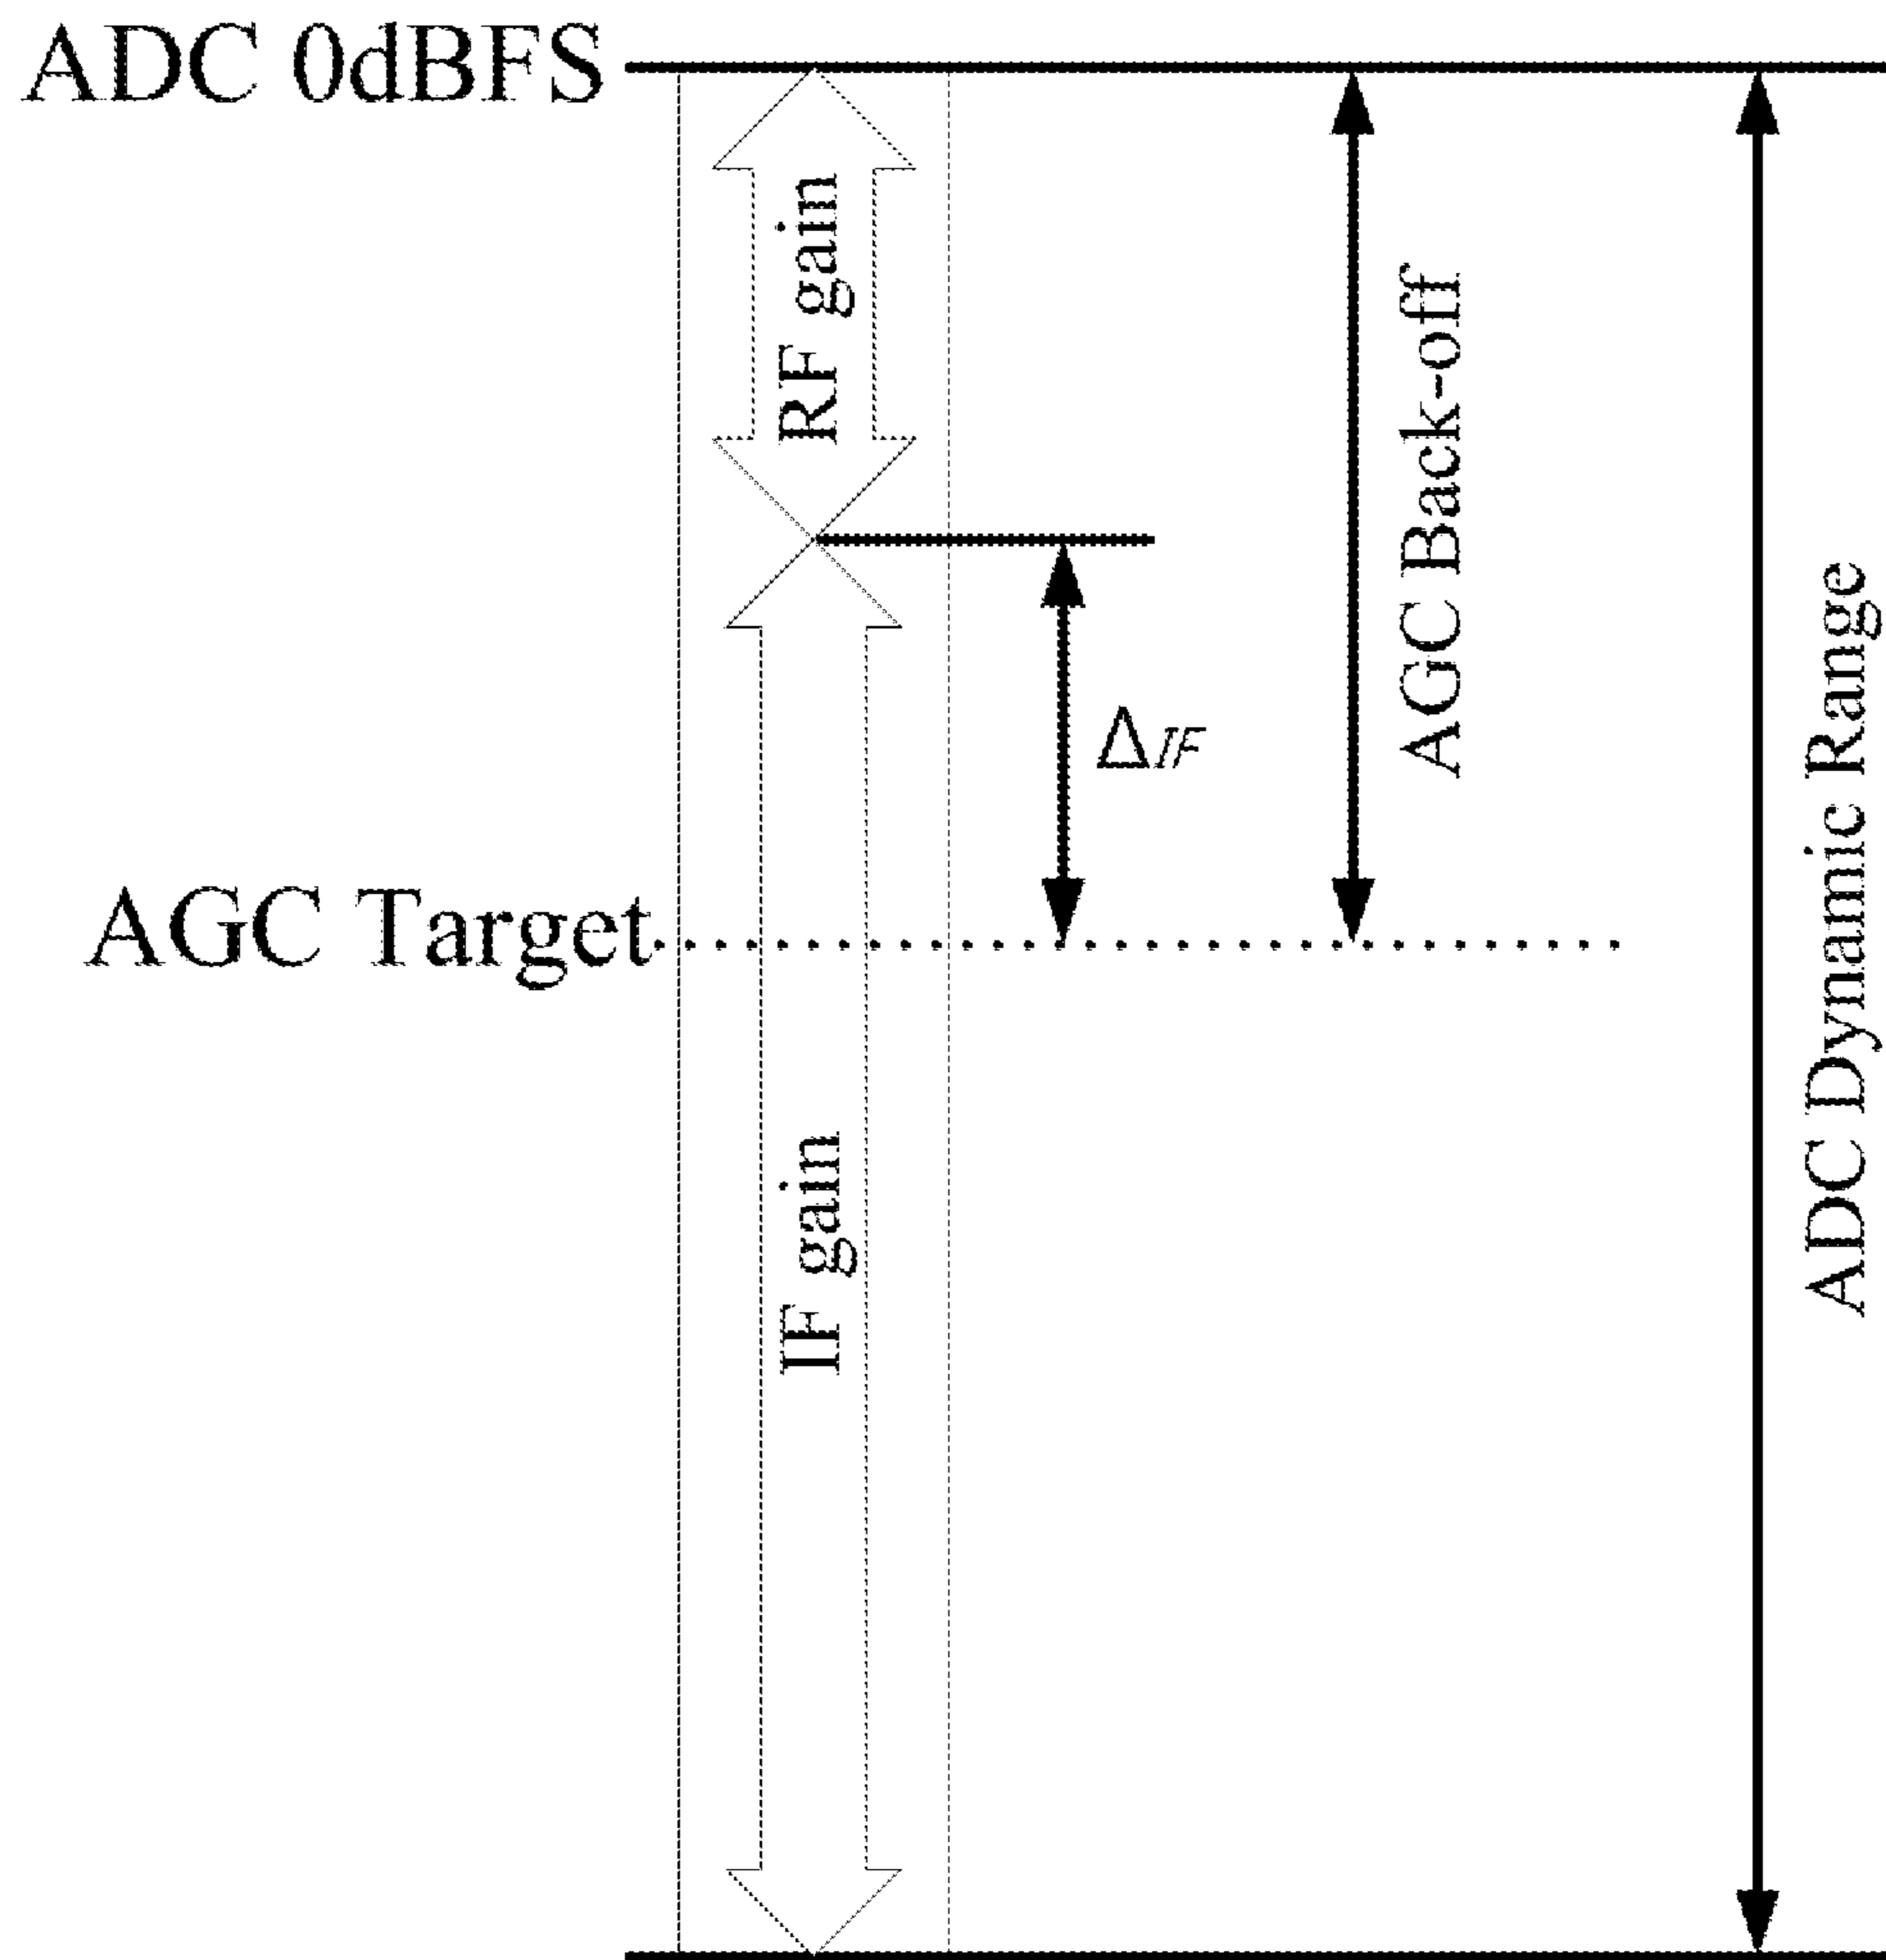 ADC 0dBFS
RF gain
AGC Back-off
ADC Dynamic Range
ΔIF
AGC Target
IF gain